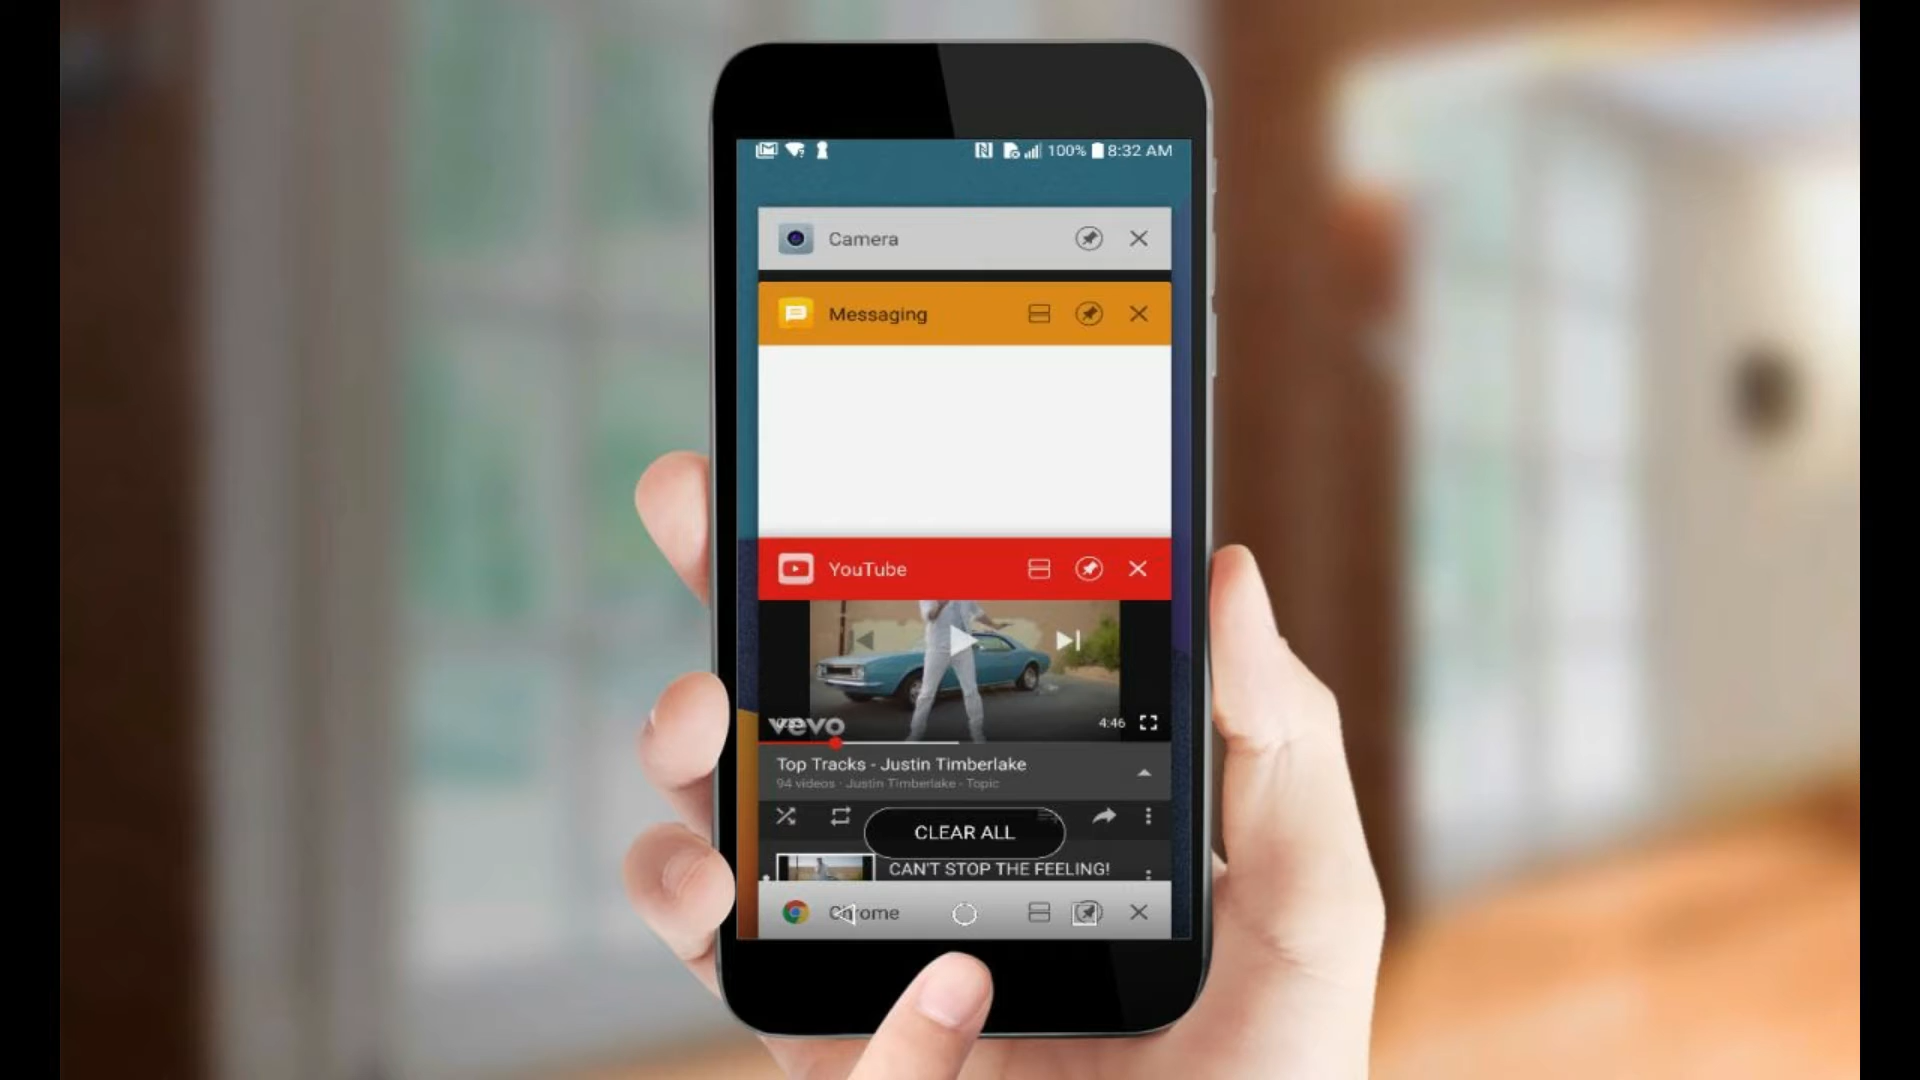 100% 8:32 AM
Camera
Messaging
YouTube
vevo
4:46
Top Tracks - Justin Timberlake
94 videos · Justin Timberlake - Topic
CLEAR ALL
CAN'T STOP THE FEELING!
Chrome